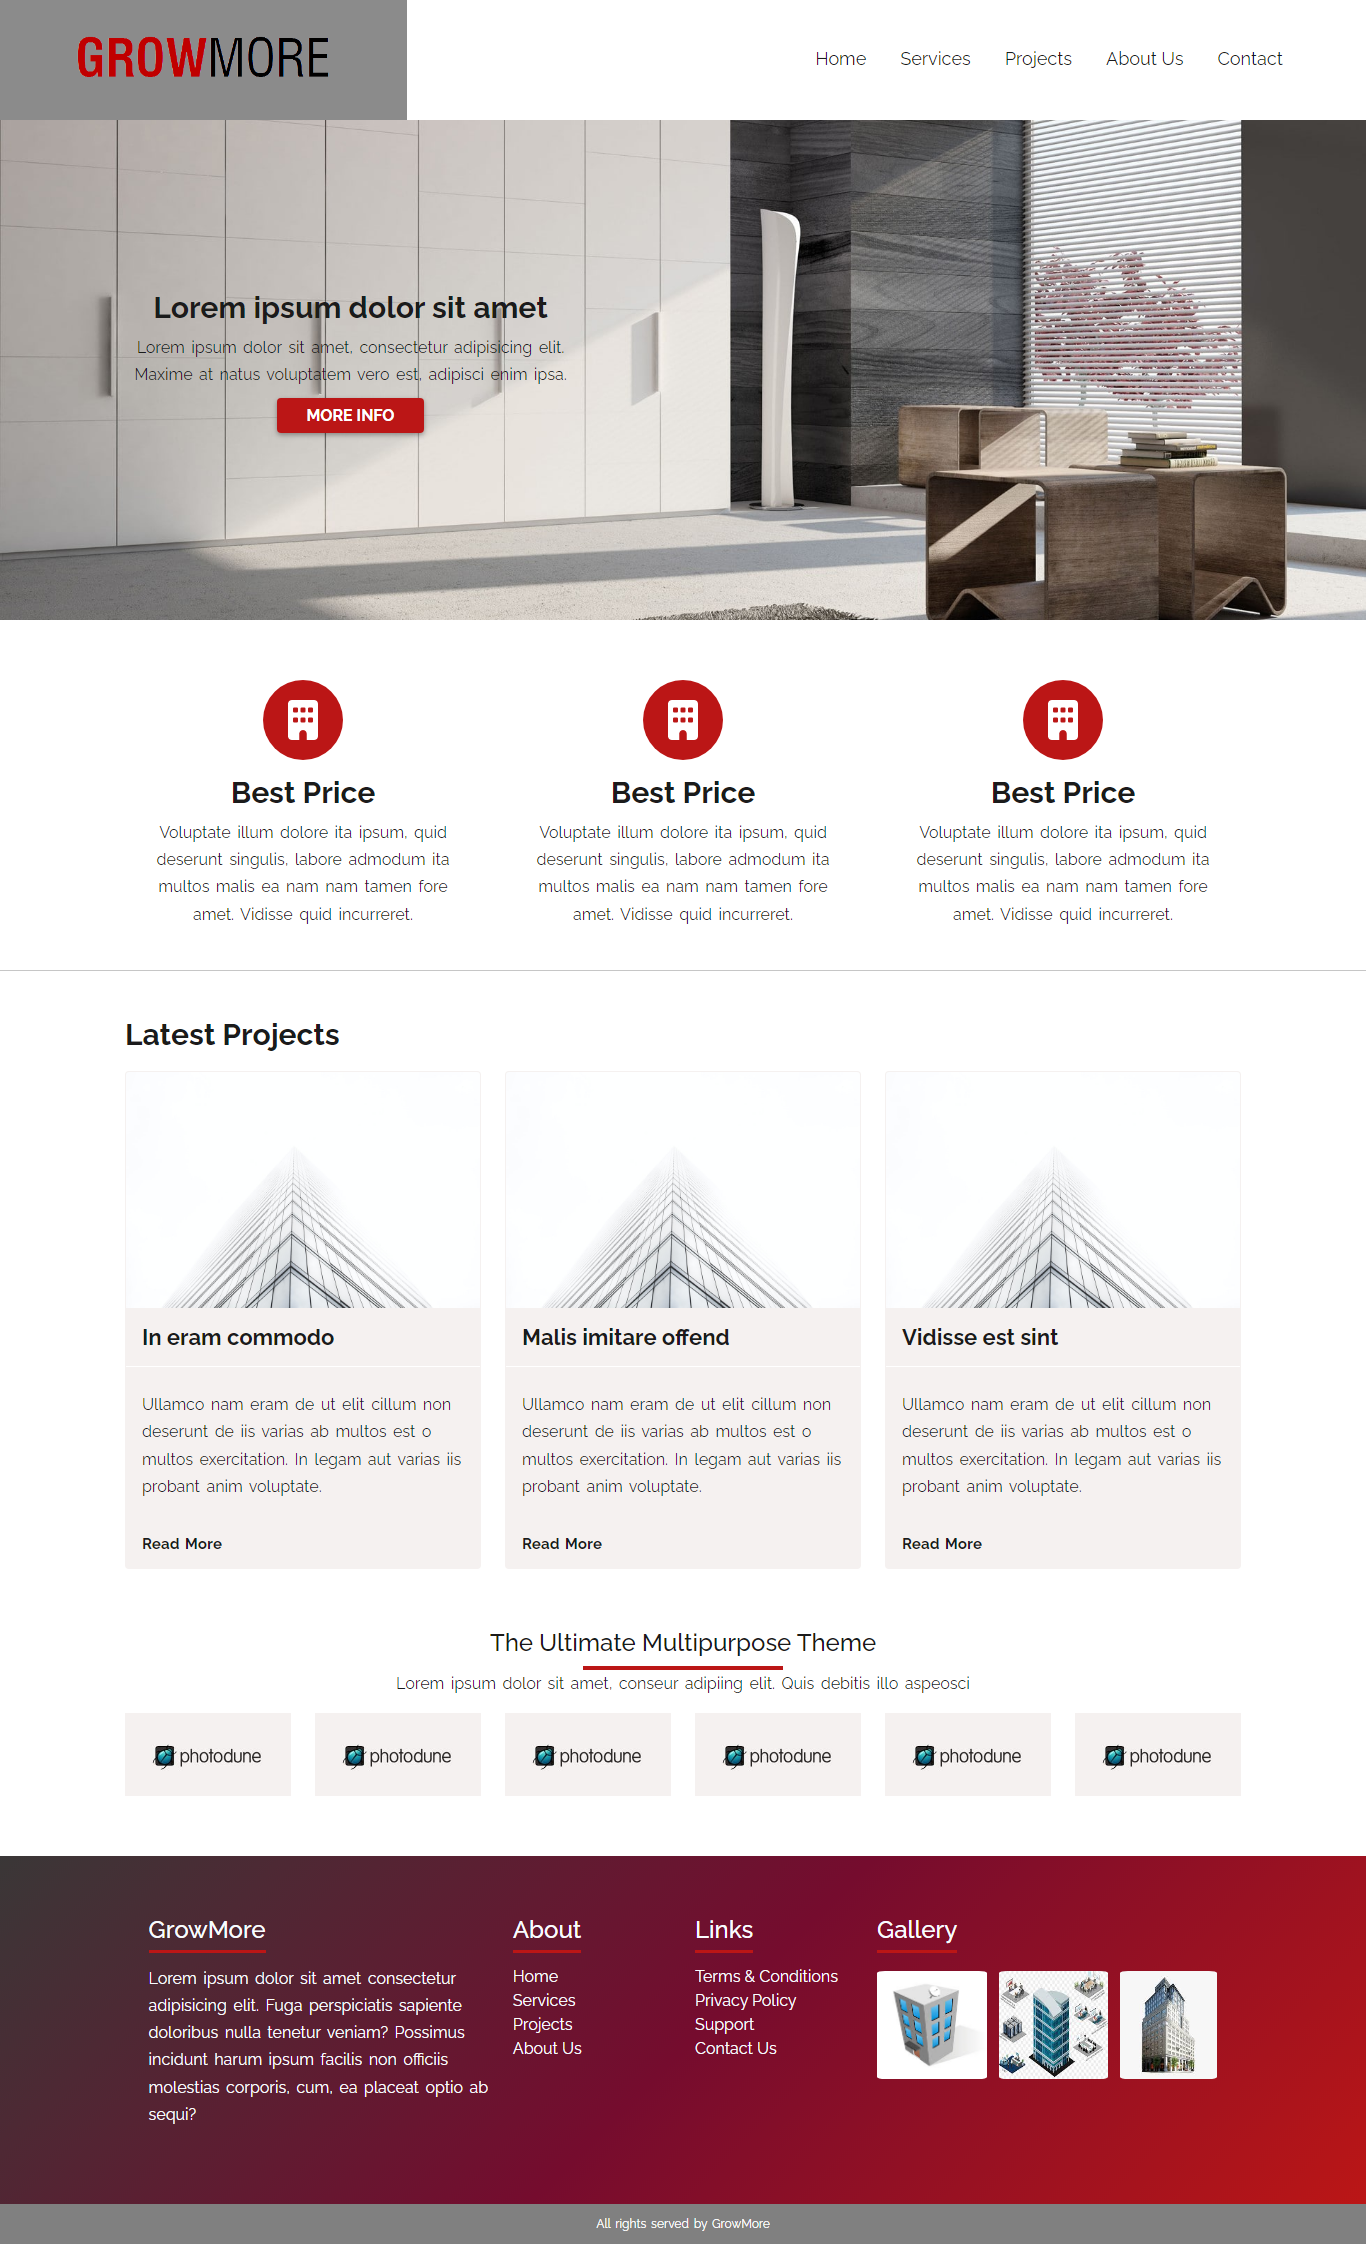 GROWMORE
Home Services Projects About Us Contact
Lorem ipsum dolor sit amet
Lorem ipsum dolor sit amet, consectetur adipisicing elit.
Maxime at natus voluptatem vero est, adipisci enim ipsa.
MORE INFO
Best Price
Voluptate illum dolore ita ipsum, quid
deserunt singulis, labore admodum ita
multos malis ea nam nam tamen fore
amet. Vidisse quid incurreret.
Best Price
Voluptate illum dolore ita ipsum, quid
deserunt singulis, labore admodum ita
multos malis ea nam nam tamen fore
amet. Vidisse quid incurreret.
Best Price
Voluptate illum dolore ita ipsum, quid
deserunt singulis, labore admodum ita
multos malis ea nam nam tamen fore
amet. Vidisse quid incurreret.
Latest Projects
In eram commodo
Ullamco nam eram de ut elit cillum non
deserunt de iis varias ab multos est o
multos exercitation. In legam aut varias iis
probant anim voluptate.
Read More
Malis imitare offend
Ullamco nam eram de ut elit cillum non
deserunt de iis varias ab multos est o
multos exercitation. In legam aut varias iis
probant anim voluptate.
Read More
Vidisse est sint
Ullamco nam eram de ut elit cillum non
deserunt de iis varias ab multos est o
multos exercitation. In legam aut varias iis
probant anim voluptate.
Read More
The Ultimate Multipurpose Theme
Lorem ipsum dolor sit amet, conseur adipiing elit. Quis debitis illo aspeosci
photodune photodune photodune photodune photodune photodune
GrowMore
Lorem ipsum dolor sit amet consectetur
adipisicing elit. Fuga perspiciatis sapiente
doloribus nulla tenetur veniam? Possimus
incidunt harum ipsum facilis non officiis
molestias corporis, cum, ea placeat optio ab
sequi?
About
Home
Services
Projects
About Us
Links
Terms & Conditions
Privacy Policy
Support
Contact Us
Gallery
All rights served by GrowMore